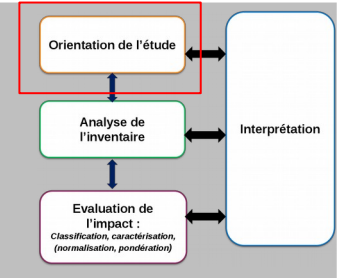 Orientation de l'étude
Analyse de
l'inventaire
Interprétation
Evaluation de
l'impact :
Classification, caractérisation,
(normalisation, pondération)